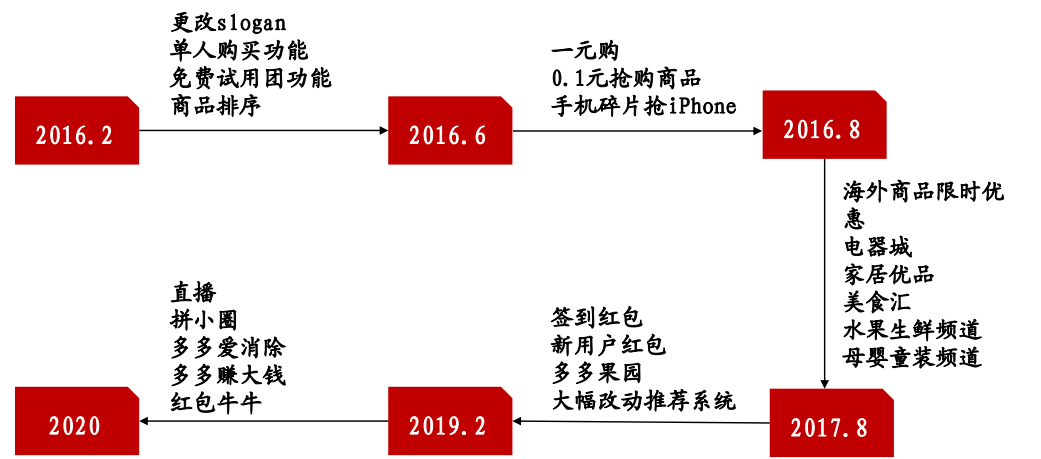 更改slogan
单人购买功能
免费试用团功能
商品排序
一元购
0.1元抢购商品
手机碎片抢iPhone
2016.2
2016.6
2016.8
海外商品限时优
惠
电器城
家居优品
美食汇
水果生鲜频道
母婴童装频道
直播
拼小圈
多多爱消除
多多赚大钱
红包牛牛
签到红包
新用户红包
多多果园
大幅改动推荐系统
2020
2019.2
2017.8